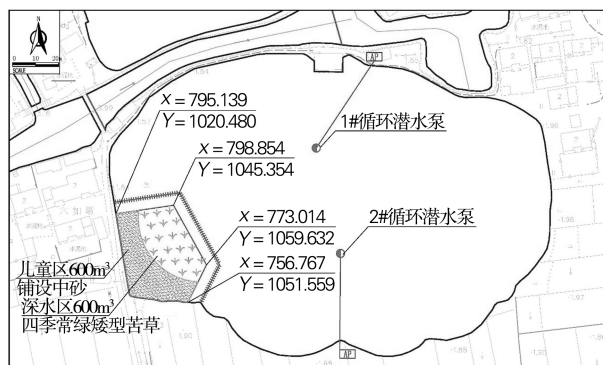 N
0 10 20m
SCALE
AP
X = 795.139
Y = 1020.480
1#循环潜水泵
X = 798.854
Y = 1045.354
X = 773.014
Y = 1059.632
2#循环潜水泵
X = 756.767
Y = 1051.559
儿童区600m³
铺设中砂
深水区600m³
四季常绿矮型苦草
AP